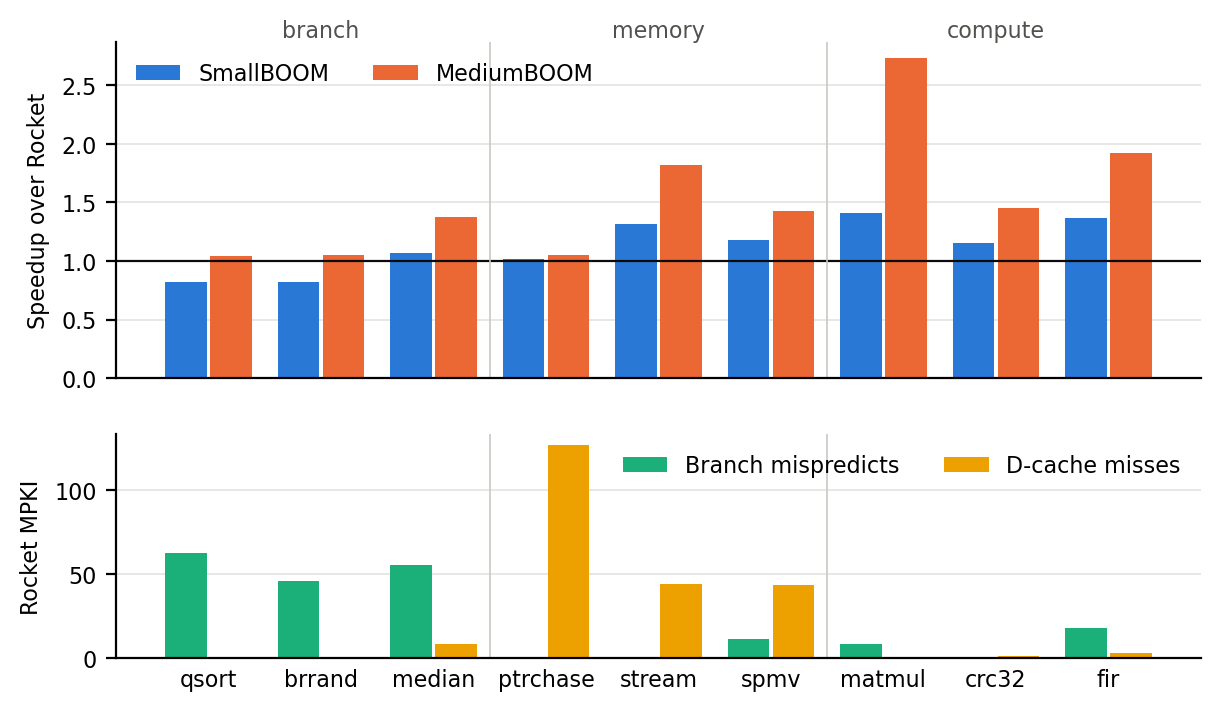 branch memory compute
SmallBOOM MediumBOOM
Speedup over Rocket
2.5
2.0
1.5
1.0
0.5
0.0
Branch mispredicts D-cache misses
Rocket MPKI
100
50
0
qsort brrand median ptrchase stream spmv matmul crc32 fir